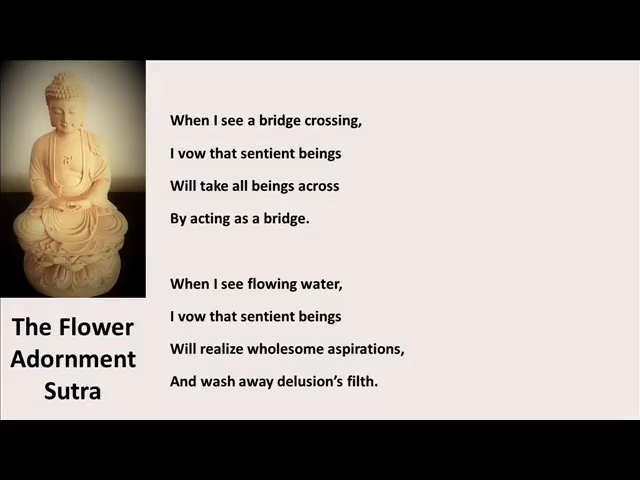 When I see a bridge crossing,
I vow that sentient beings
Will take all beings across
By acting as a bridge.
When I see flowing water,
I vow that sentient beings
Will realize wholesome aspirations,
And wash away delusion's filth.
The Flower
Adornment
Sutra